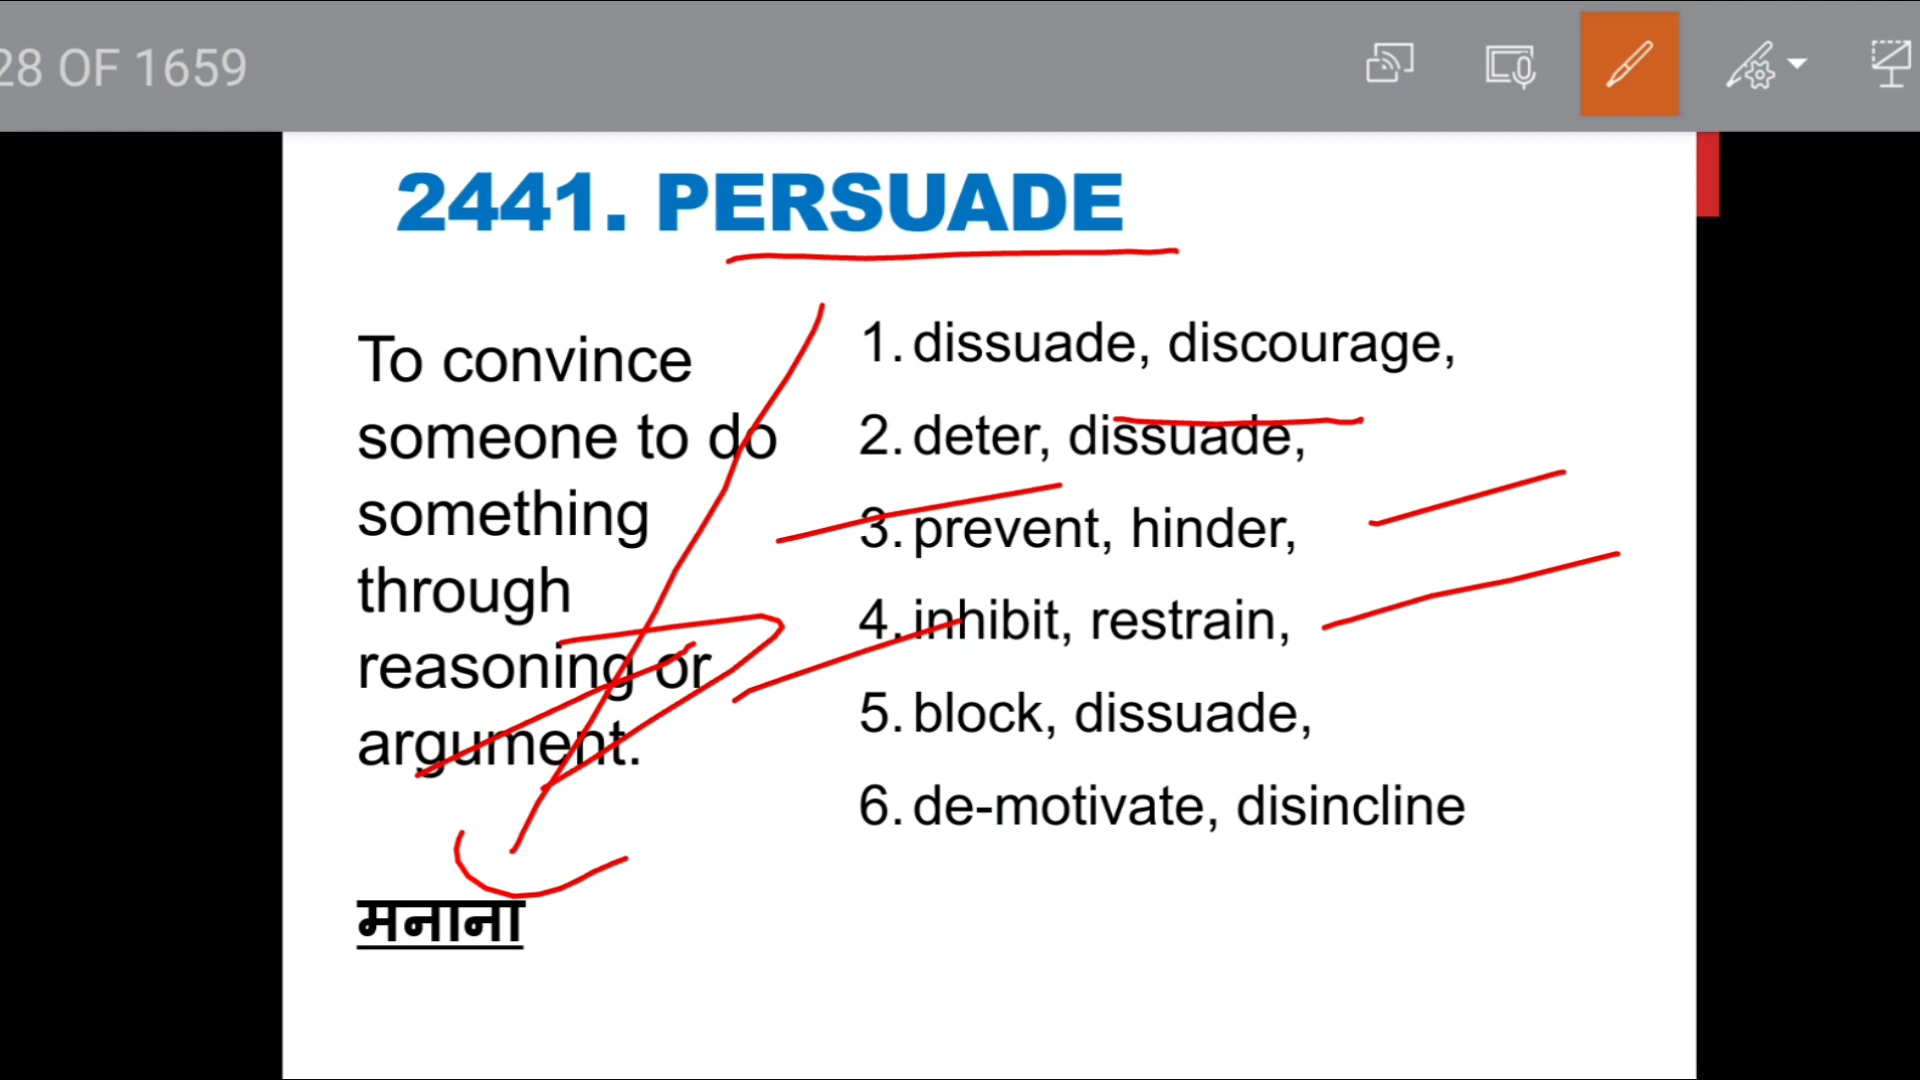 28 OF 1659
2441. PERSUADE
To convince
someone to do
something
through
reasoning or
argument.
मनाना
1. dissuade, discourage,
2. deter, dissuade,
3. prevent, hinder,
4. inhibit, restrain,
5. block, dissuade,
6. de-motivate, disincline